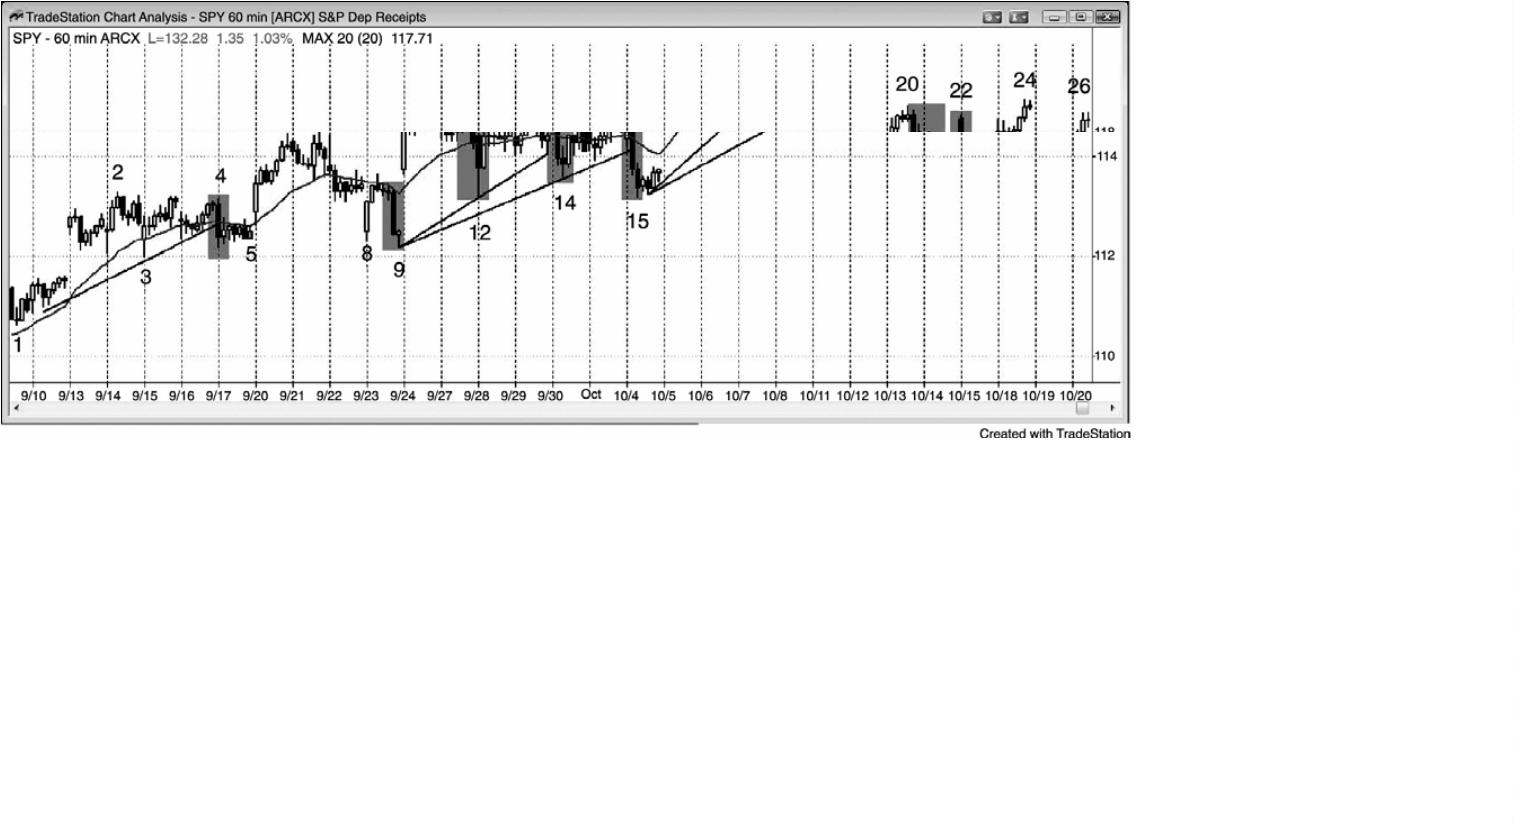 TradeStation Chart Analysis - SPY 60 min [ARCX] S&P Dep Receipts
SPY - 60 min ARCX L=132.28 1.35 1.03% MAX 20 (20) 117.71
20 22 24 26
2 4
114
14
15
12
5 8
112
9
3
1
110
9/10 9/13 9/14 9/15 9/16 9/17 9/20 9/21 9/22 9/23 9/24 9/27 9/28 9/29 9/30 Oct 10/4 10/5 10/6 10/7 10/8 10/11 10/12 10/13 10/14 10/15 10/18 10/19 10/20
Created with TradeStation